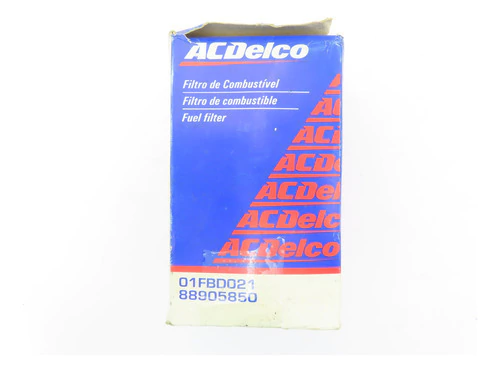 ACDelco
Filtro de Combustível
Filtro de combustible
Fuel filter
ACDelco
ACDelco
ACDelco
ACDelco
ACDelco
ACDelco
01FBD021
88905850